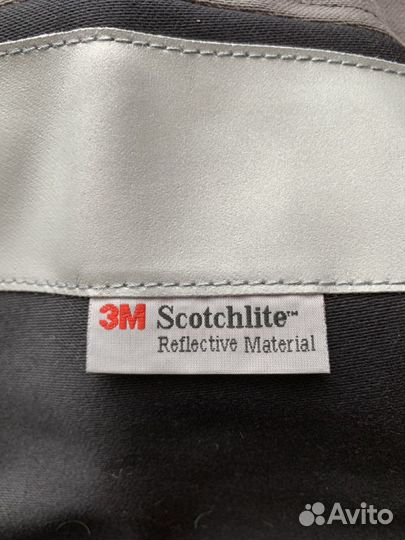 3M Scotchlite™
Reflective Material
Avito